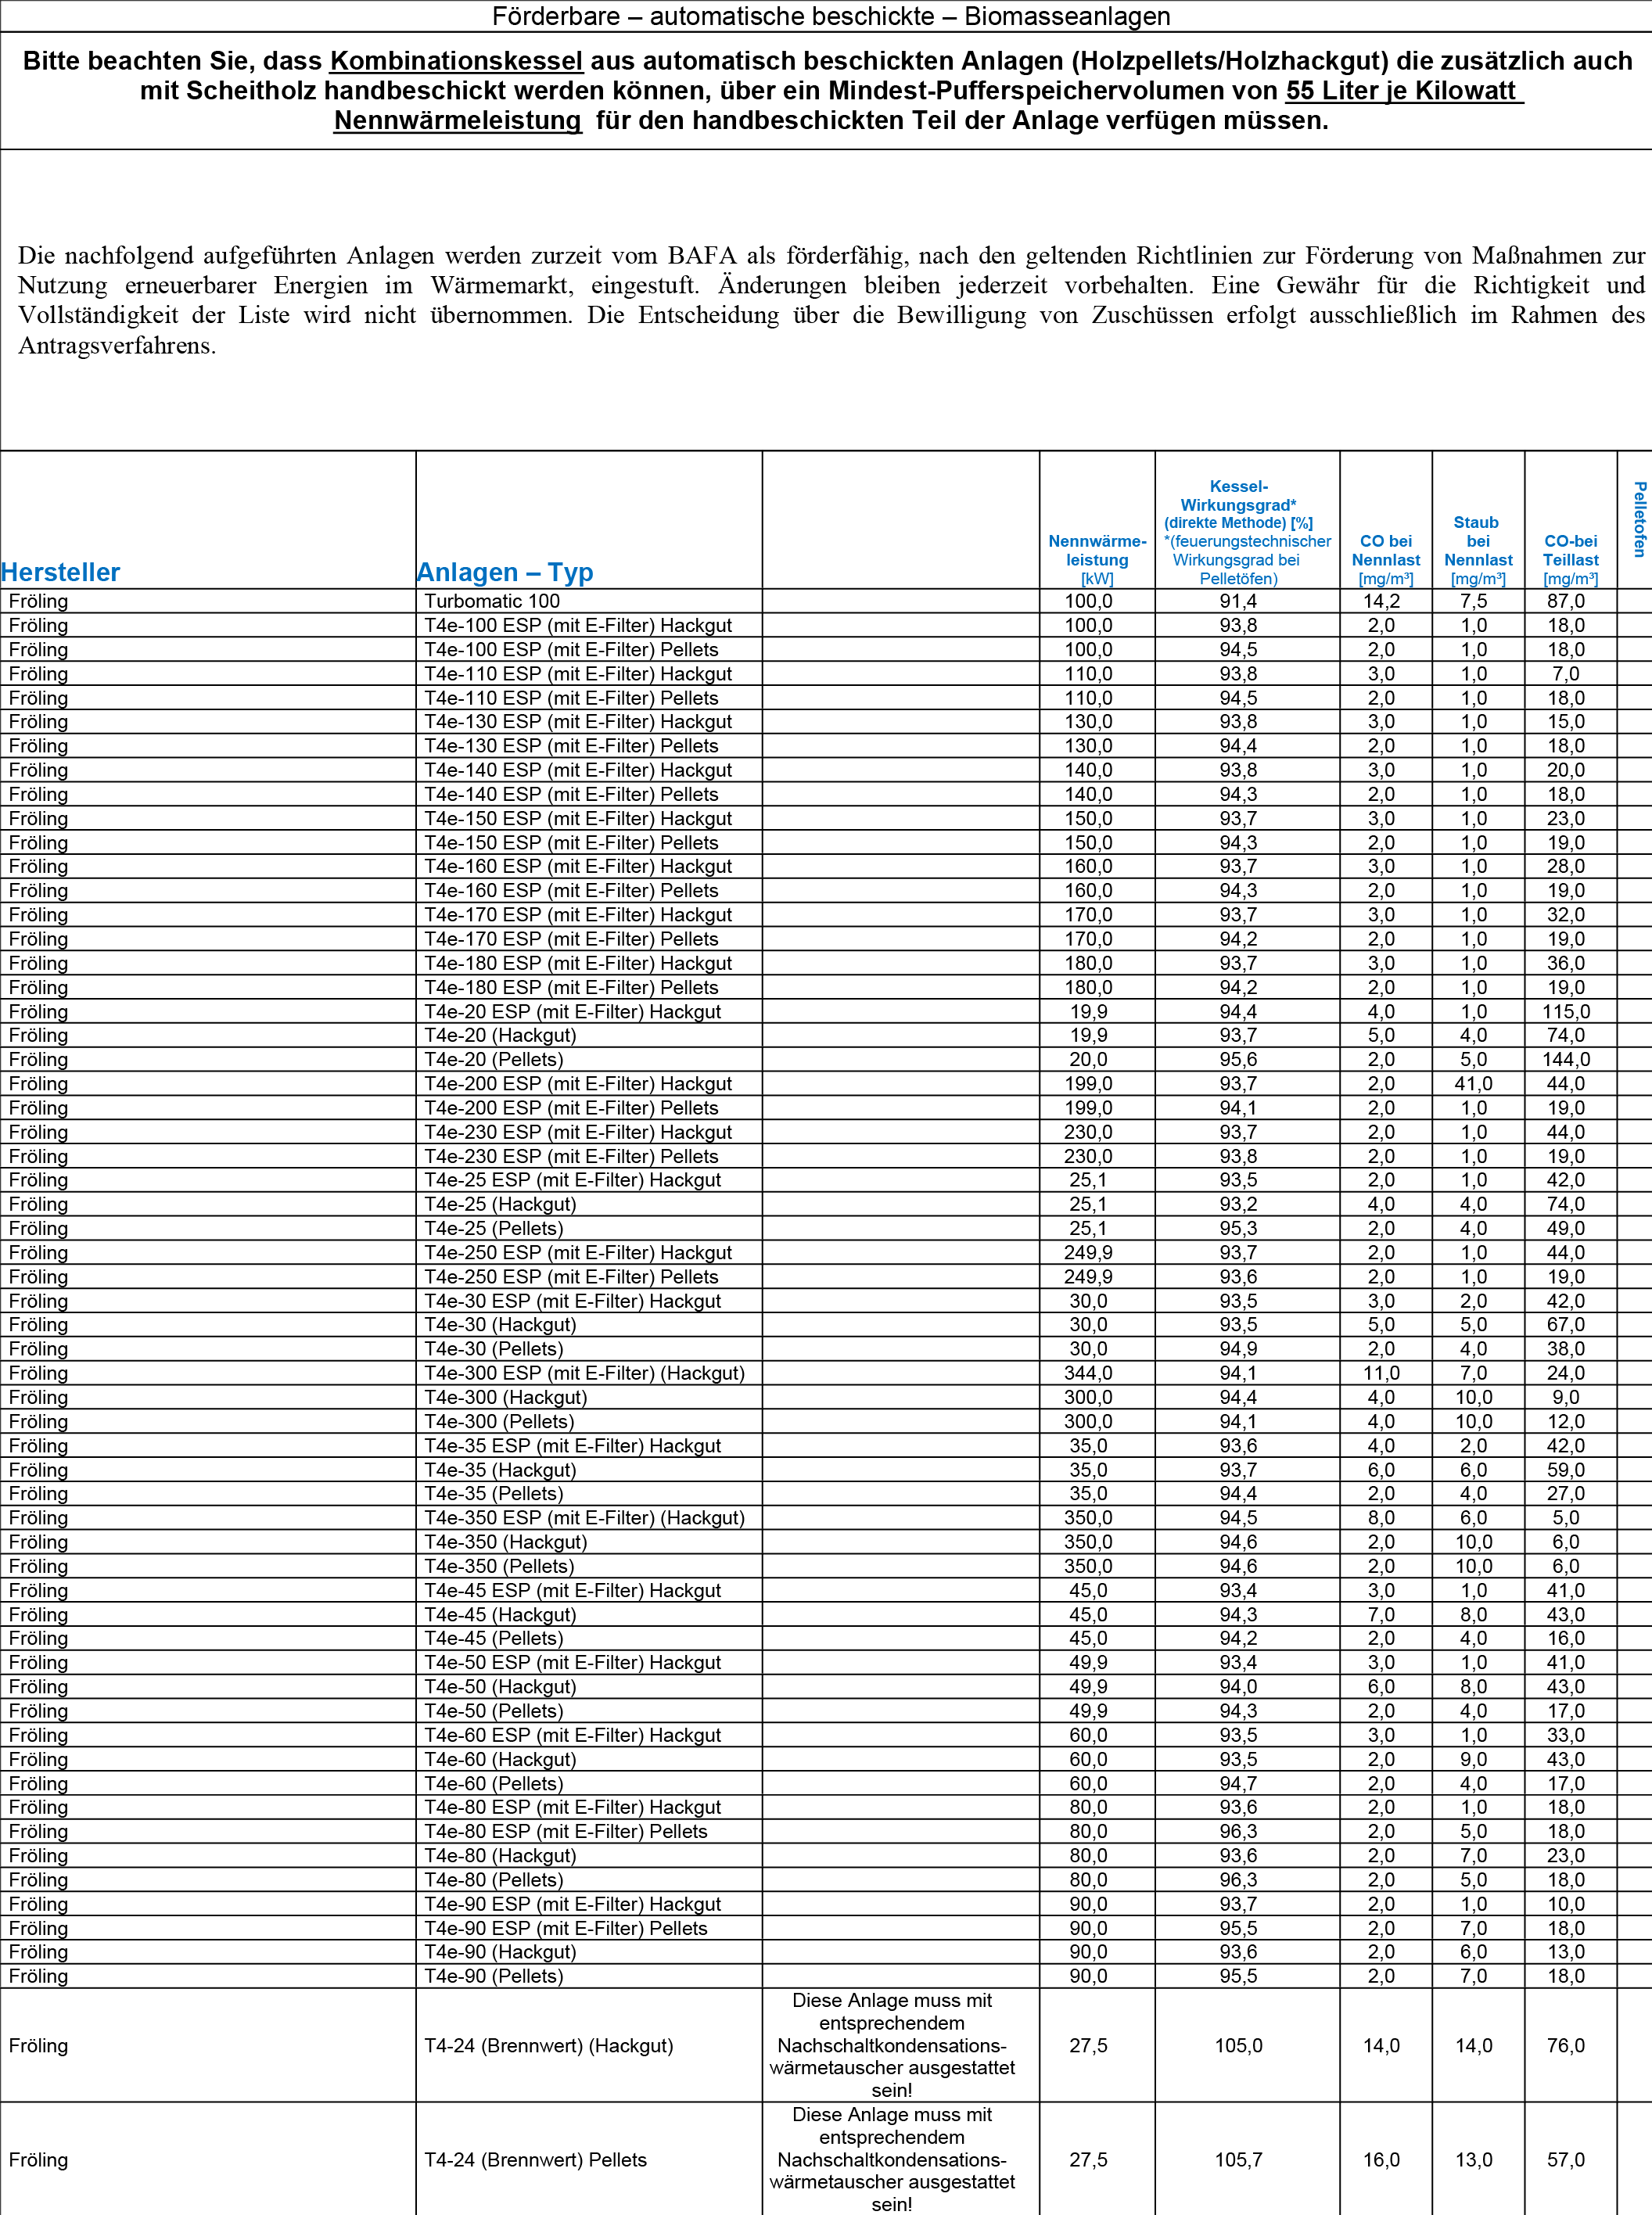 Förderbare – automatische beschickte – Biomasseanlagen
Bitte beachten Sie, dass Kombinationskessel aus automatisch beschickten Anlagen (Holzpellets/Holzhackgut) die zusätzlich auch
mit Scheitholz handbeschickt werden können, über ein Mindest-Pufferspeichervolumen von 55 Liter je Kilowatt
Nennwärmeleistung für den handbeschickten Teil der Anlage verfügen müssen.
Die nachfolgend aufgeführten Anlagen werden zurzeit vom BAFA als förderfähig, nach den geltenden Richtlinien zur Förderung von Maßnahmen zur
Nutzung erneuerbarer Energien im Wärmemarkt, eingestuft. Änderungen bleiben jederzeit vorbehalten. Eine Gewähr für die Richtigkeit und
Vollständigkeit der Liste wird nicht übernommen. Die Entscheidung über die Bewilligung von Zuschüssen erfolgt ausschließlich im Rahmen des
Antragsverfahrens.
Hersteller
Anlagen – Typ
Nennwärme-
leistung
[kW]
Kessel-
Wirkungsgrad*
(direkte Methode) [%]
*(feuerungstechnischer
Wirkungsgrad bei
Pelletöfen)
CO bei
Nennlast
[mg/m³]
Staub
bei
Nennlast
[mg/m³]
CO-bei
Teillast
[mg/m³]
Pelletofen
Fröling Turbomatic 100 100,0 91,4 14,2 7,5 87,0
Fröling T4e-100 ESP (mit E-Filter) Hackgut 100,0 93,8 2,0 1,0 18,0
Fröling T4e-100 ESP (mit E-Filter) Pellets 100,0 94,5 2,0 1,0 18,0
Fröling T4e-110 ESP (mit E-Filter) Hackgut 110,0 93,8 3,0 1,0 7,0
Fröling T4e-110 ESP (mit E-Filter) Pellets 110,0 94,5 2,0 1,0 18,0
Fröling T4e-130 ESP (mit E-Filter) Hackgut 130,0 93,8 3,0 1,0 15,0
Fröling T4e-130 ESP (mit E-Filter) Pellets 130,0 94,4 2,0 1,0 18,0
Fröling T4e-140 ESP (mit E-Filter) Hackgut 140,0 93,8 3,0 1,0 20,0
Fröling T4e-140 ESP (mit E-Filter) Pellets 140,0 94,3 2,0 1,0 18,0
Fröling T4e-150 ESP (mit E-Filter) Hackgut 150,0 93,7 3,0 1,0 23,0
Fröling T4e-150 ESP (mit E-Filter) Pellets 150,0 94,3 2,0 1,0 19,0
Fröling T4e-160 ESP (mit E-Filter) Hackgut 160,0 93,7 3,0 1,0 28,0
Fröling T4e-160 ESP (mit E-Filter) Pellets 160,0 94,3 2,0 1,0 19,0
Fröling T4e-170 ESP (mit E-Filter) Hackgut 170,0 93,7 3,0 1,0 32,0
Fröling T4e-170 ESP (mit E-Filter) Pellets 170,0 94,2 2,0 1,0 19,0
Fröling T4e-180 ESP (mit E-Filter) Hackgut 180,0 93,7 3,0 1,0 36,0
Fröling T4e-180 ESP (mit E-Filter) Pellets 180,0 94,2 2,0 1,0 19,0
Fröling T4e-20 ESP (mit E-Filter) Hackgut 19,9 94,4 4,0 1,0 115,0
Fröling T4e-20 (Hackgut) 19,9 93,7 5,0 4,0 74,0
Fröling T4e-20 (Pellets) 20,0 95,6 2,0 5,0 144,0
Fröling T4e-200 ESP (mit E-Filter) Hackgut 199,0 93,7 2,0 41,0 44,0
Fröling T4e-200 ESP (mit E-Filter) Pellets 199,0 94,1 2,0 1,0 19,0
Fröling T4e-230 ESP (mit E-Filter) Hackgut 230,0 93,7 2,0 1,0 44,0
Fröling T4e-230 ESP (mit E-Filter) Pellets 230,0 93,8 2,0 1,0 19,0
Fröling T4e-25 ESP (mit E-Filter) Hackgut 25,1 93,5 2,0 1,0 42,0
Fröling T4e-25 (Hackgut) 25,1 93,2 4,0 4,0 74,0
Fröling T4e-25 (Pellets) 25,1 95,3 2,0 4,0 49,0
Fröling T4e-250 ESP (mit E-Filter) Hackgut 249,9 93,7 2,0 1,0 44,0
Fröling T4e-250 ESP (mit E-Filter) Pellets 249,9 93,6 2,0 1,0 19,0
Fröling T4e-30 ESP (mit E-Filter) Hackgut 30,0 93,5 3,0 2,0 42,0
Fröling T4e-30 (Hackgut) 30,0 93,5 5,0 5,0 67,0
Fröling T4e-30 (Pellets) 30,0 94,9 2,0 4,0 38,0
Fröling T4e-300 ESP (mit E-Filter) (Hackgut) 344,0 94,1 11,0 7,0 24,0
Fröling T4e-300 (Hackgut) 300,0 94,4 4,0 10,0 9,0
Fröling T4e-300 (Pellets) 300,0 94,1 4,0 10,0 12,0
Fröling T4e-35 ESP (mit E-Filter) Hackgut 35,0 93,6 4,0 2,0 42,0
Fröling T4e-35 (Hackgut) 35,0 93,7 6,0 6,0 59,0
Fröling T4e-35 (Pellets) 35,0 94,4 2,0 4,0 27,0
Fröling T4e-350 ESP (mit E-Filter) (Hackgut) 350,0 94,5 8,0 6,0 5,0
Fröling T4e-350 (Hackgut) 350,0 94,6 2,0 10,0 6,0
Fröling T4e-350 (Pellets) 350,0 94,6 2,0 10,0 6,0
Fröling T4e-45 ESP (mit E-Filter) Hackgut 45,0 93,4 3,0 1,0 41,0
Fröling T4e-45 (Hackgut) 45,0 94,3 7,0 8,0 43,0
Fröling T4e-45 (Pellets) 45,0 94,2 2,0 4,0 16,0
Fröling T4e-50 ESP (mit E-Filter) Hackgut 49,9 93,4 3,0 1,0 41,0
Fröling T4e-50 (Hackgut) 49,9 94,0 6,0 8,0 43,0
Fröling T4e-50 (Pellets) 49,9 94,3 2,0 4,0 17,0
Fröling T4e-60 ESP (mit E-Filter) Hackgut 60,0 93,5 3,0 1,0 33,0
Fröling T4e-60 (Hackgut) 60,0 93,5 2,0 9,0 43,0
Fröling T4e-60 (Pellets) 60,0 94,7 2,0 4,0 17,0
Fröling T4e-80 ESP (mit E-Filter) Hackgut 80,0 93,6 2,0 1,0 18,0
Fröling T4e-80 ESP (mit E-Filter) Pellets 80,0 96,3 2,0 5,0 18,0
Fröling T4e-80 (Hackgut) 80,0 93,6 2,0 7,0 23,0
Fröling T4e-80 (Pellets) 80,0 96,3 2,0 5,0 18,0
Fröling T4e-90 ESP (mit E-Filter) Hackgut 90,0 93,7 2,0 1,0 10,0
Fröling T4e-90 ESP (mit E-Filter) Pellets 90,0 95,5 2,0 7,0 18,0
Fröling T4e-90 (Hackgut) 90,0 93,6 2,0 6,0 13,0
Fröling T4e-90 (Pellets) 90,0 95,5 2,0 7,0 18,0
Diese Anlage muss mit
entsprechendem
Fröling T4-24 (Brennwert) (Hackgut) Nachschaltkondensations- 27,5 105,0 14,0 14,0 76,0
wärmetauscher ausgestattet
sein!
Diese Anlage muss mit
entsprechendem
Fröling T4-24 (Brennwert) Pellets Nachschaltkondensations- 27,5 105,7 16,0 13,0 57,0
wärmetauscher ausgestattet
sein!